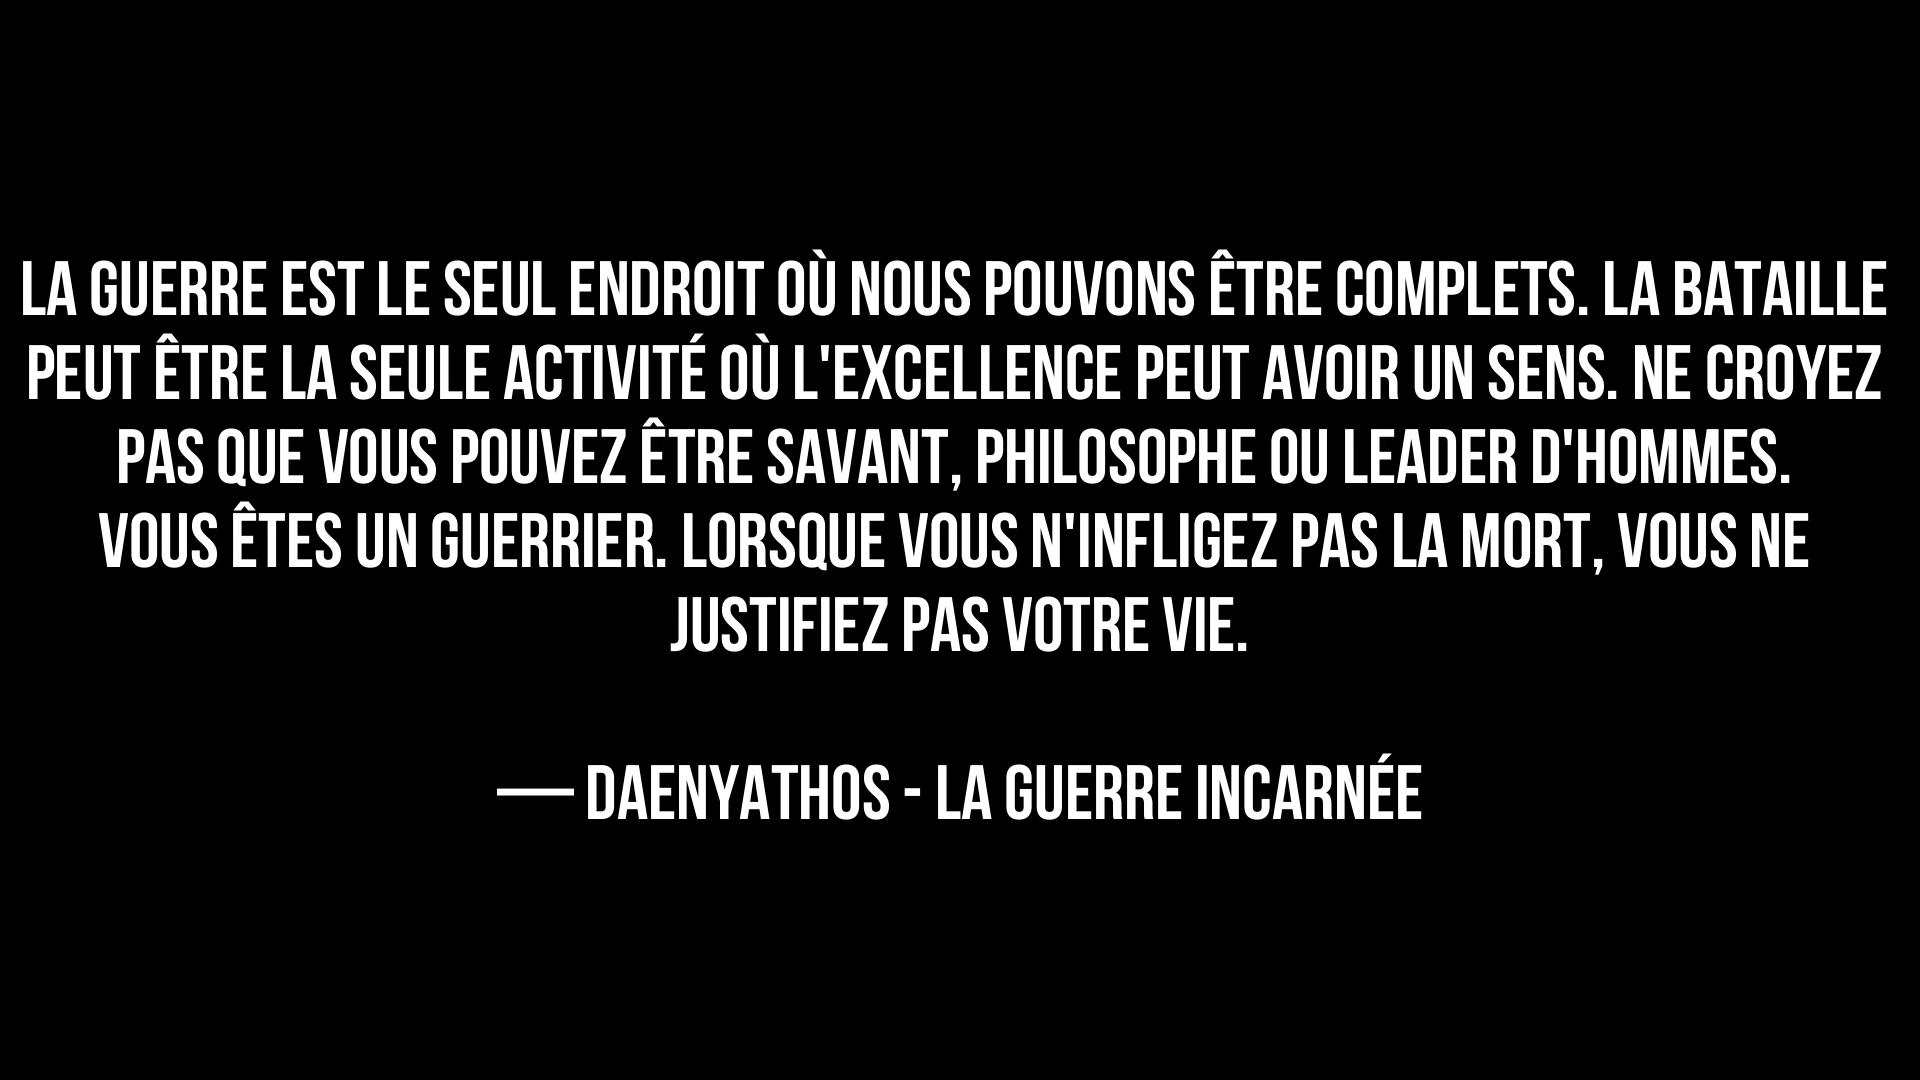 LA GUERRE EST LE SEUL ENDROIT OÙ NOUS POUVONS ÊTRE COMPLETS. LA BATAILLE
PEUT ÊTRE LA SEULE ACTIVITÉ OÙ L'EXCELLENCE PEUT AVOIR UN SENS. NE CROYEZ
PAS QUE VOUS POUVEZ ÊTRE SAVANT, PHILOSOPHE OU LEADER D'HOMMES.
VOUS ÊTES UN GUERRIER. LORSQUE VOUS N'INFLIGEZ PAS LA MORT, VOUS NE
JUSTIFIEZ PAS VOTRE VIE.
— DAENYATHOS - LA GUERRE INCARNÉE